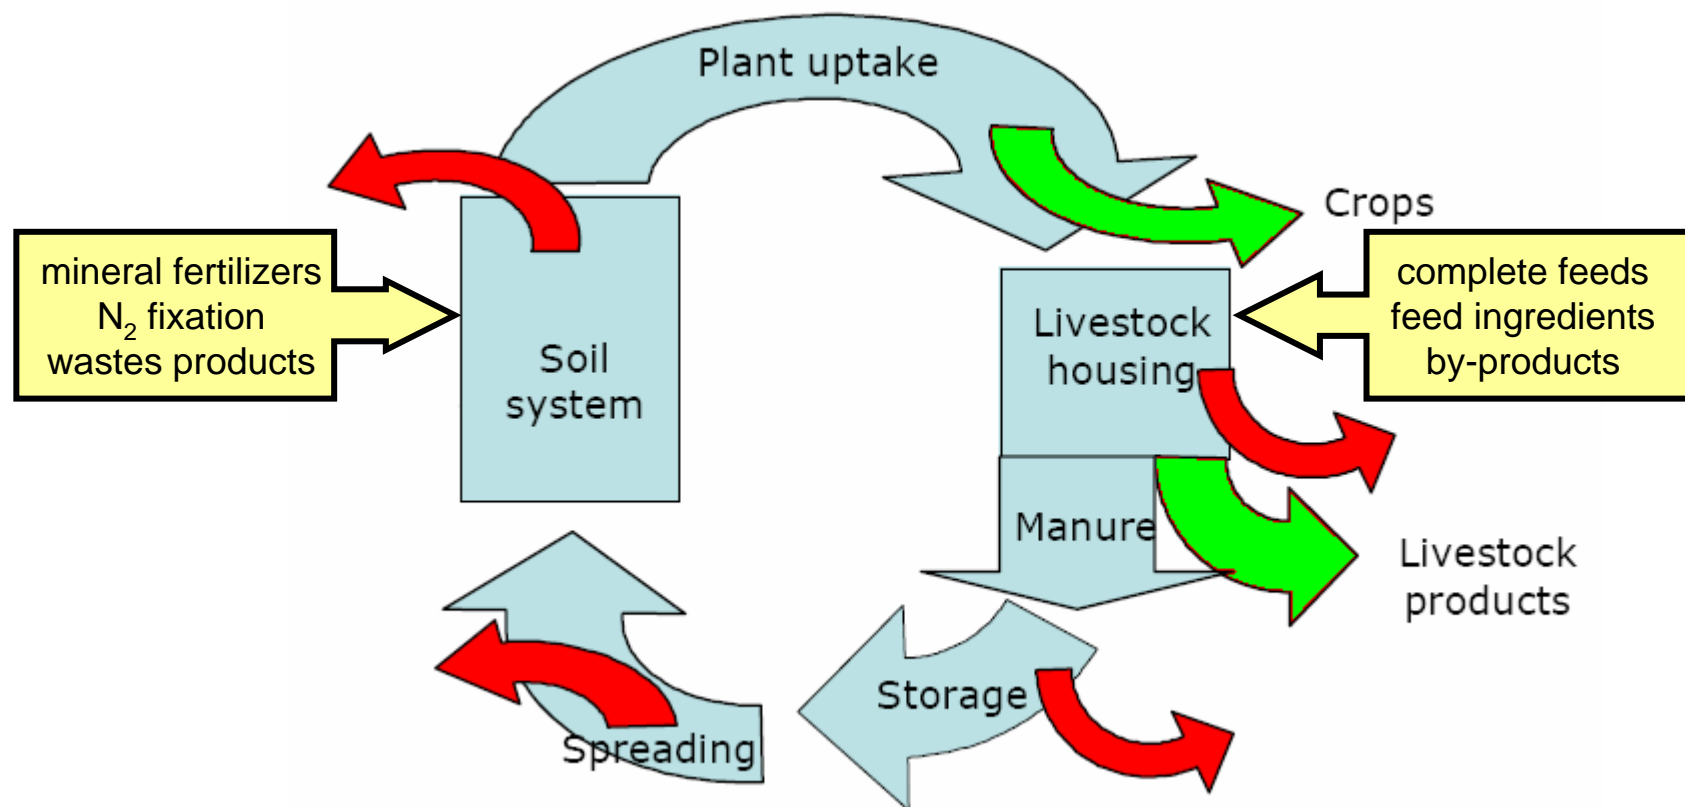 Plant uptake
Crops
mineral fertilizers
N₂ fixation
wastes products
complete feeds
feed ingredients
by-products
Soil
system
Livestock
housing
Manure
Livestock
products
Storage
Spreading